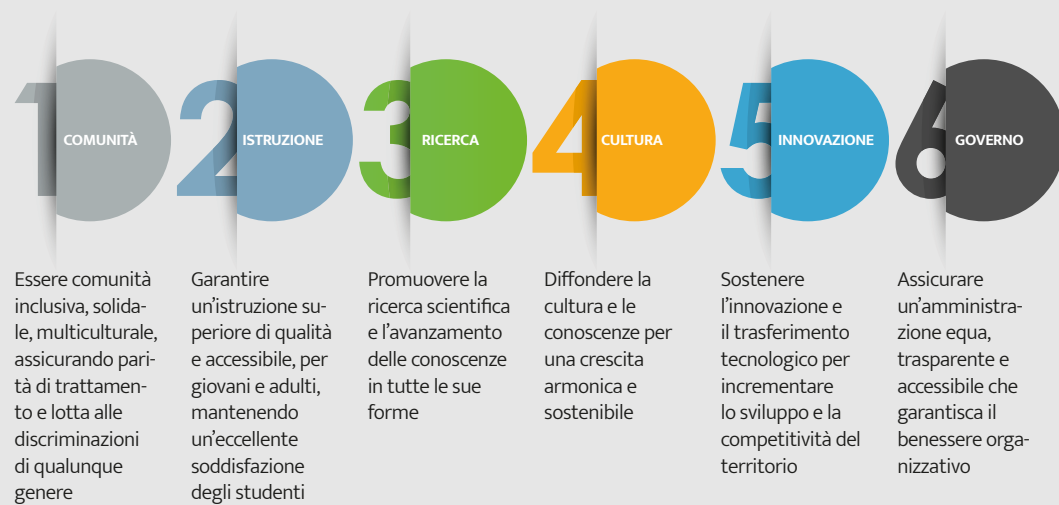 1
COMUNITÀ
Essere comunità
inclusiva, solida-
le, multiculturale,
assicurando pari-
tà di trattamen-
to e lotta alle
discriminazioni
di qualunque
genere
2
ISTRUZIONE
Garantire
un’istruzione su-
periore di qualità
e accessibile, per
giovani e adulti,
mantenendo
un’eccellente
soddisfazione
degli studenti
3
RICERCA
Promuovere la
ricerca scientifica
e l’avanzamento
delle conoscenze
in tutte le sue
forme
4
CULTURA
Diffondere la
cultura e le
conoscenze per
una crescita
armonica e
sostenibile
5
INNOVAZIONE
Sostenere
l’innovazione e
il trasferimento
tecnologico per
incrementare
lo sviluppo e la
competitività del
territorio
6
GOVERNO
Assicurare
un’amministra-
zione equa,
trasparente e
accessibile che
garantisca il
benessere orga-
nizzativo